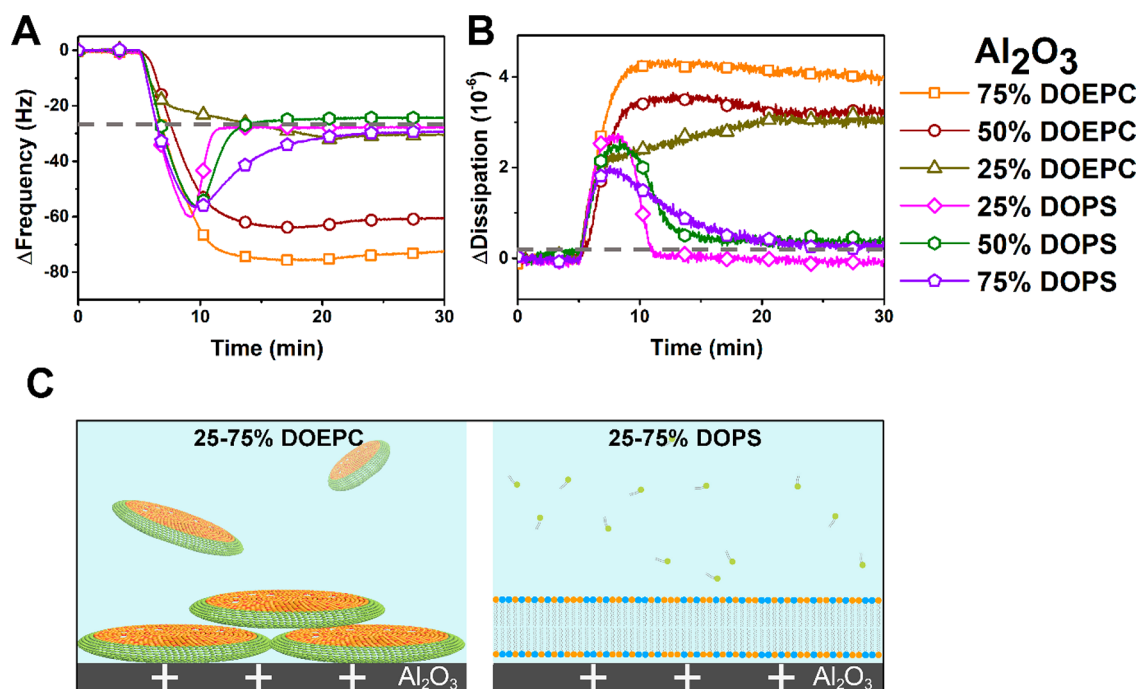 A
ΔFrequency (Hz)
0
-20
-40
-60
-80
0
10
20
30
Time (min)
B
ΔDissipation (10-6)
4
2
0
0
10
20
30
Time (min)
Al2O3
75% DOEPC
50% DOEPC
25% DOEPC
25% DOPS
50% DOPS
75% DOPS
C
25-75% DOEPC
+ + + Al2O3
25-75% DOPS
+ + + Al2O3